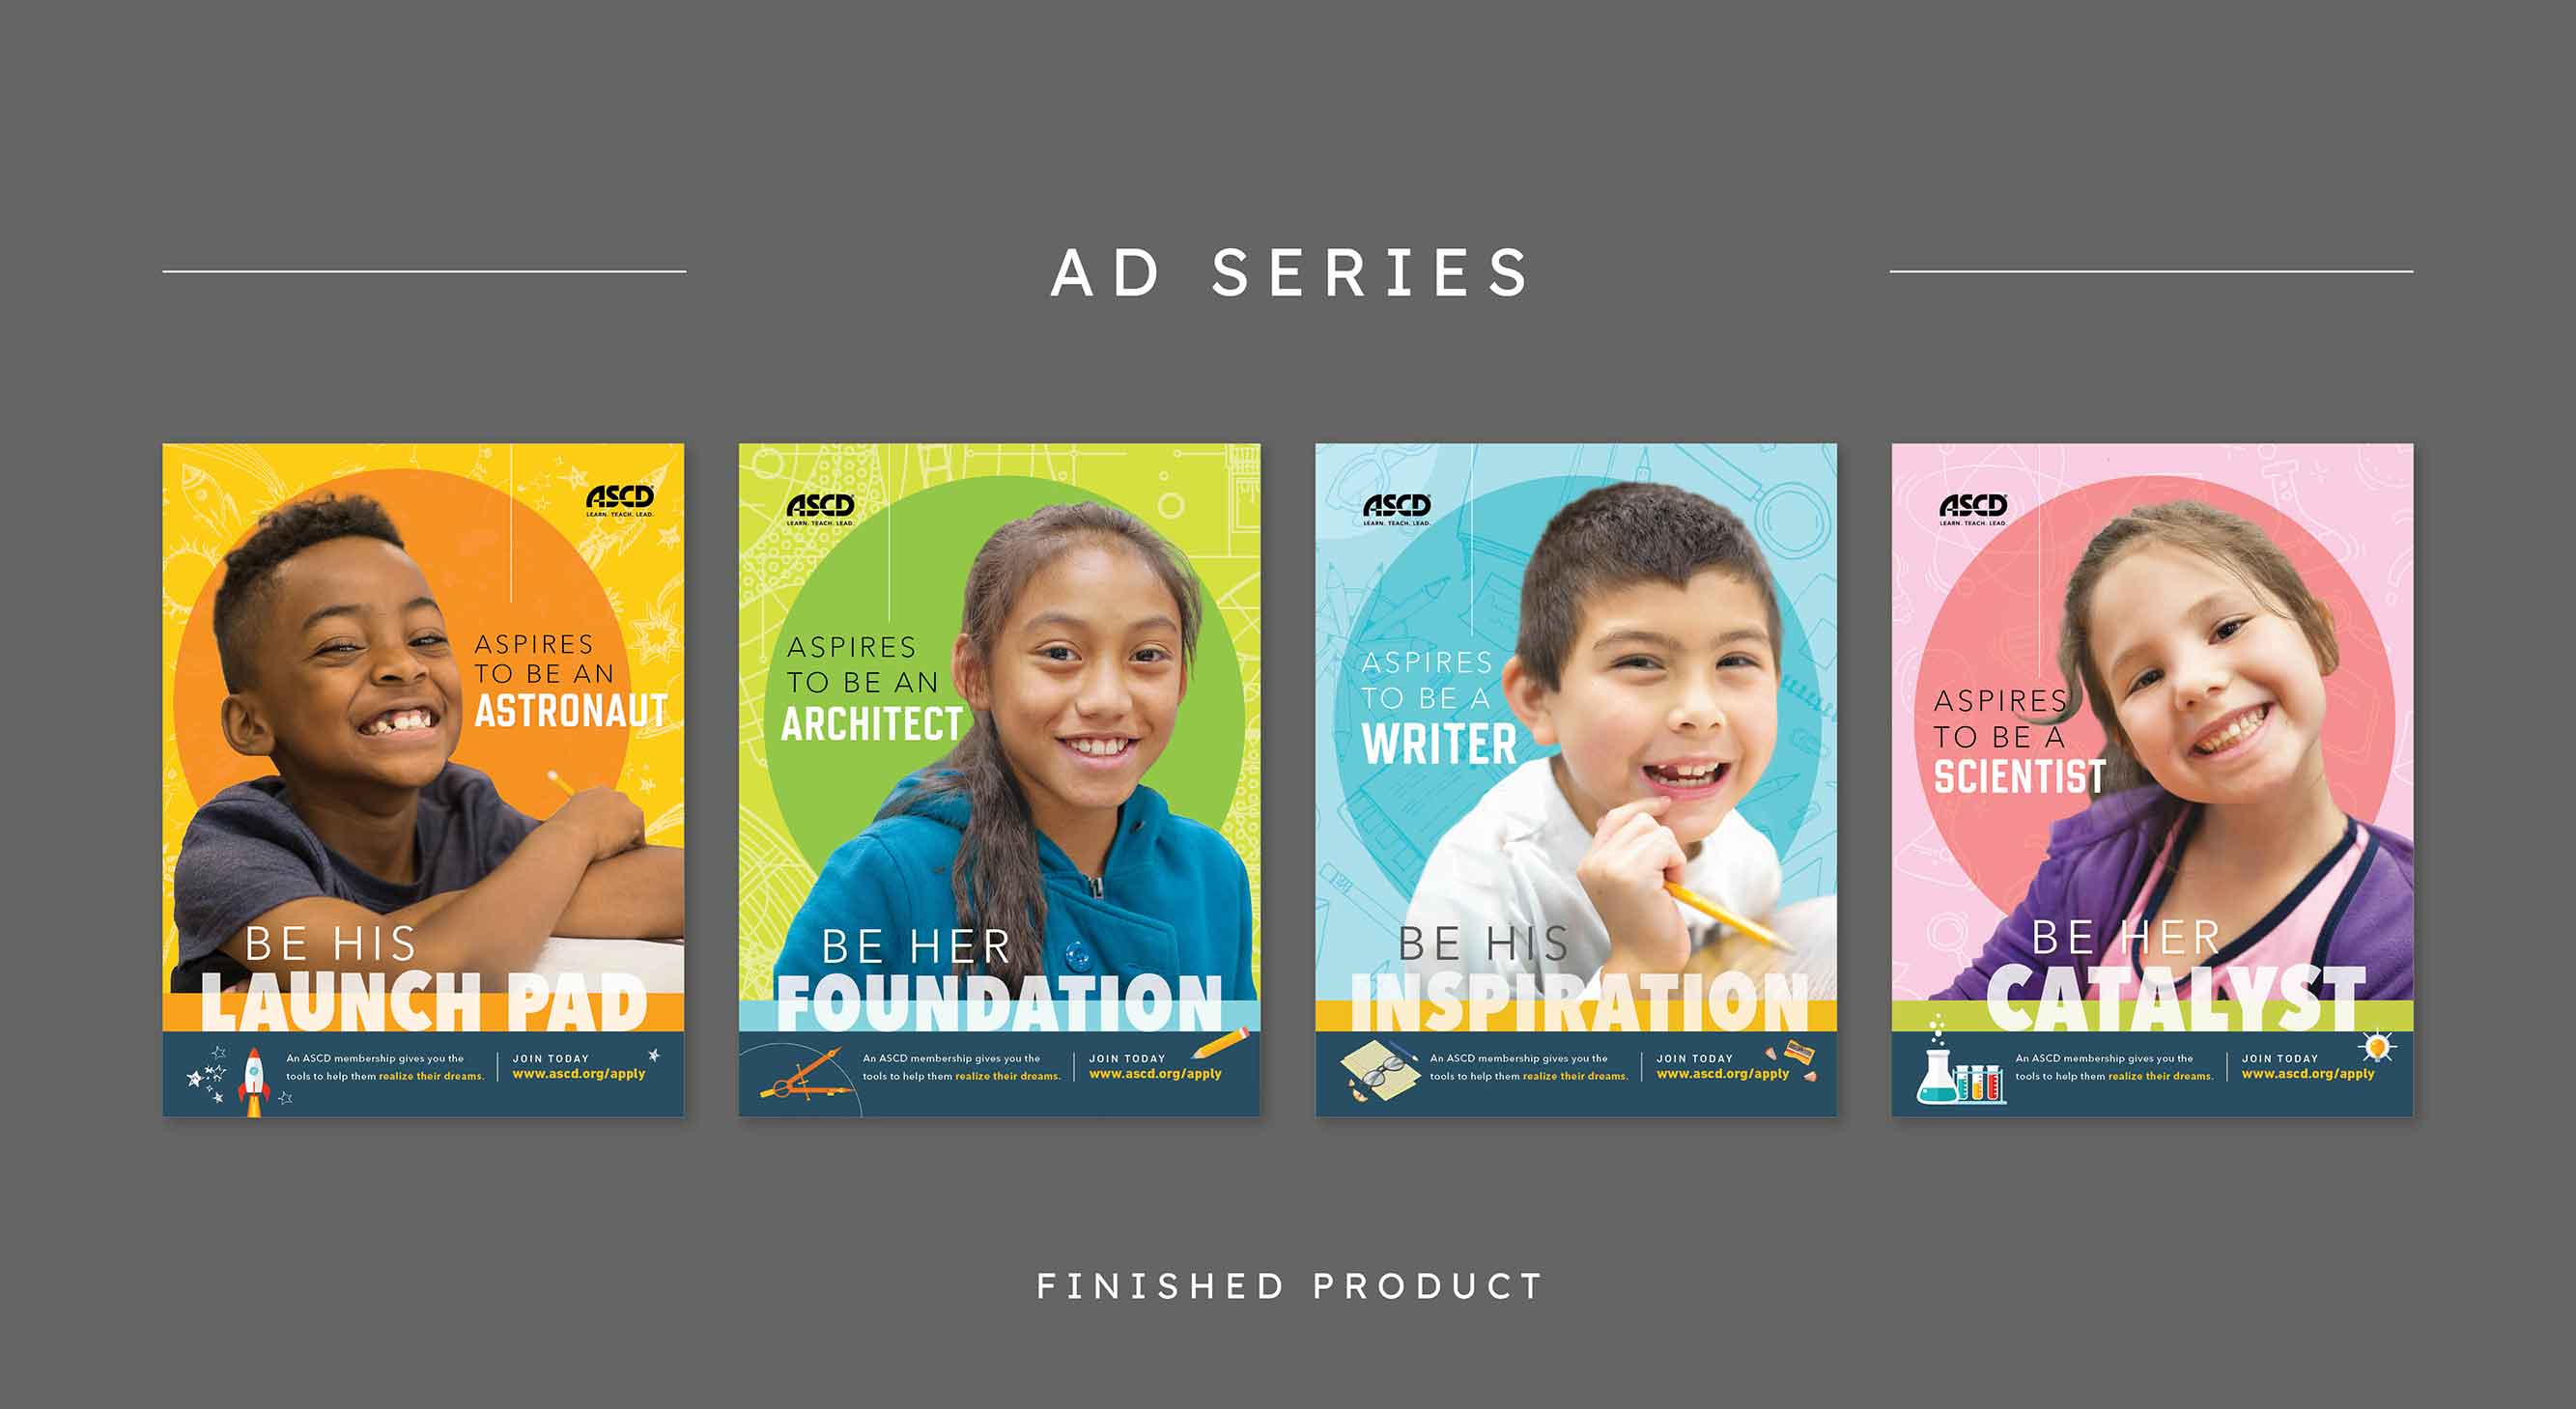 AD SERIES
ASCD
LEARN. TEACH. LEAD.
ASPIRES
TO BE AN
ASTRONAUT
BE HIS
LAUNCH PAD
An ASCD membership gives you the
tools to help them realize their dreams.
JOIN TODAY
www.ascd.org/apply
ASCD
LEARN. TEACH. LEAD.
ASPIRES
TO BE AN
ARCHITECT
BE HER
FOUNDATION
An ASCD membership gives you the
tools to help them realize their dreams.
JOIN TODAY
www.ascd.org/apply
ASCD
LEARN. TEACH. LEAD.
ASPIRES
TO BE A
WRITER
BE HIS
INSPIRATION
An ASCD membership gives you the
tools to help them realize their dreams.
JOIN TODAY
www.ascd.org/apply
ASCD
LEARN. TEACH. LEAD.
ASPIRES
TO BE A
SCIENTIST
BE HER
CATALYST
An ASCD membership gives you the
tools to help them realize their dreams.
JOIN TODAY
www.ascd.org/apply
FINISHED PRODUCT